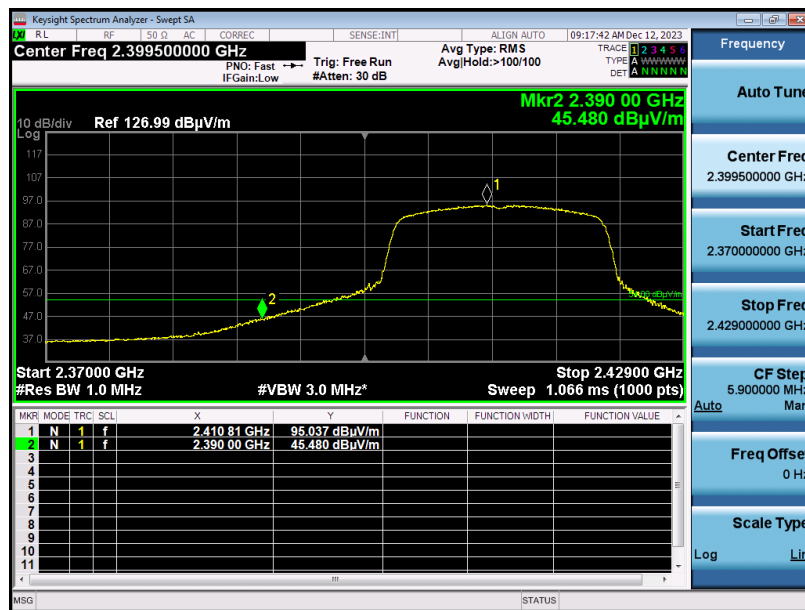 Keysight Spectrum Analyzer - Swept SA
LXI RL RF 50 Ω AC CORREC SENSE:INT ALIGN AUTO 09:17:42 AM Dec 12, 2023
Center Freq 2.399500000 GHz
PNO: Fast
IFGain:Low
Trig: Free Run
#Atten: 30 dB
Avg Type: RMS
Avg|Hold:>100/100
TRACE 1 2 3 4 5 6
TYPE A WWWWW
DET A N N N N N
Mkr2 2.390 00 GHz
45.480 dBµV/m
10 dB/div Ref 126.99 dBµV/m
Log
117
107
97.0
87.0
77.0
67.0
57.0
47.0
37.0
1
2
Start 2.37000 GHz Stop 2.42900 GHz
#Res BW 1.0 MHz #VBW 3.0 MHz* Sweep 1.066 ms (1000 pts)
MKR MODE TRC SCL X Y FUNCTION FUNCTION WIDTH FUNCTION VALUE
1 N 1 f 2.410 81 GHz 95.037 dBµV/m
2 N 1 f 2.390 00 GHz 45.480 dBµV/m
3
4
5
6
7
8
9
10
11
MSG STATUS
Frequency
Auto Tune
Center Freq
2.399500000 GHz
Start Freq
2.370000000 GHz
Stop Freq
2.429000000 GHz
CF Step
5.900000 MHz
Auto Man
Freq Offset
0 Hz
Scale Type
Log Lin